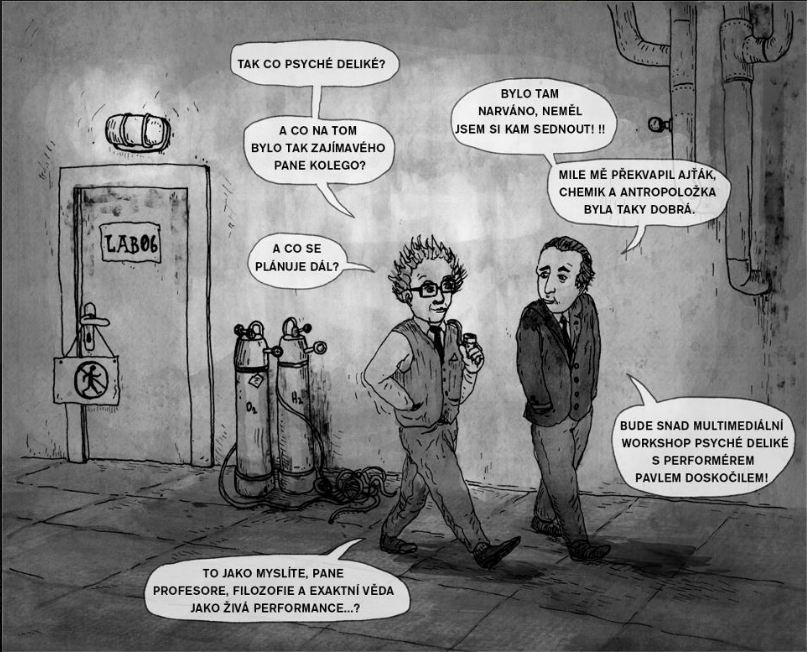 TAK CO PSYCHÉ DELIKÉ?
BYLO TAM
NARVÁNO, NEMĚL
JSEM SI KAM SEDNOUT! !!
A CO NA TOM
BYLO TAK ZAJÍMAVÉHO
PANE KOLEGO?
MILE MĚ PŘEKVAPIL AJŤÁK,
CHEMIK A ANTROPOLOŽKA
BYLA TAKY DOBRÁ.
A CO SE
PLÁNUJE DÁL?
BUDE SNAD MULTIMEDIÁLNÍ
WORKSHOP PSYCHÉ DELIKÉ
S PERFORMÉREM
PAVLEM DOSKOČILEM!
TO JAKO MYSLÍTE, PANE
PROFESORE, FILOZOFIE A EXAKTNÍ VĚDA
JAKO ŽIVÁ PERFORMANCE...?
LAB06
O2
H2